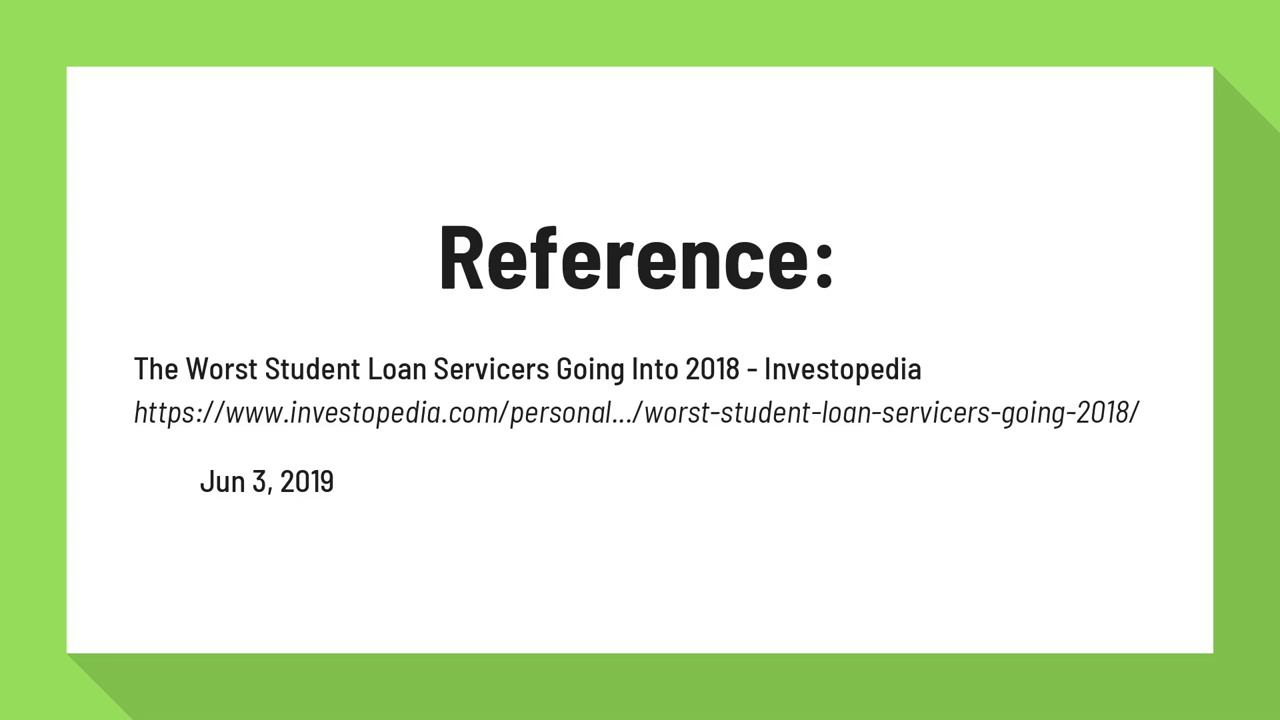 Reference:
The Worst Student Loan Servicers Going Into 2018 - Investopedia
https://www.investopedia.com/personal.../worst-student-loan-servicers-going-2018/
Jun 3, 2019